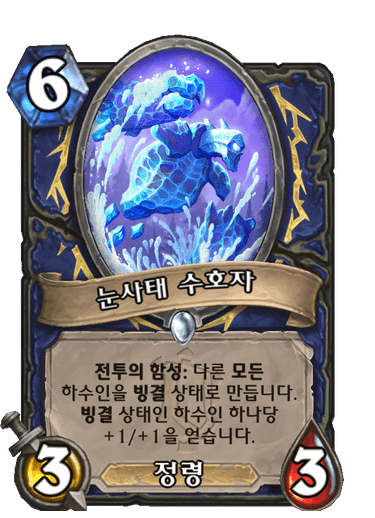 6
눈사태 수호자
전투의 함성: 다른 모든
하수인을 빙결 상태로 만듭니다.
빙결 상태인 하수인 하나당
+1/+1을 얻습니다.
3
정령
3